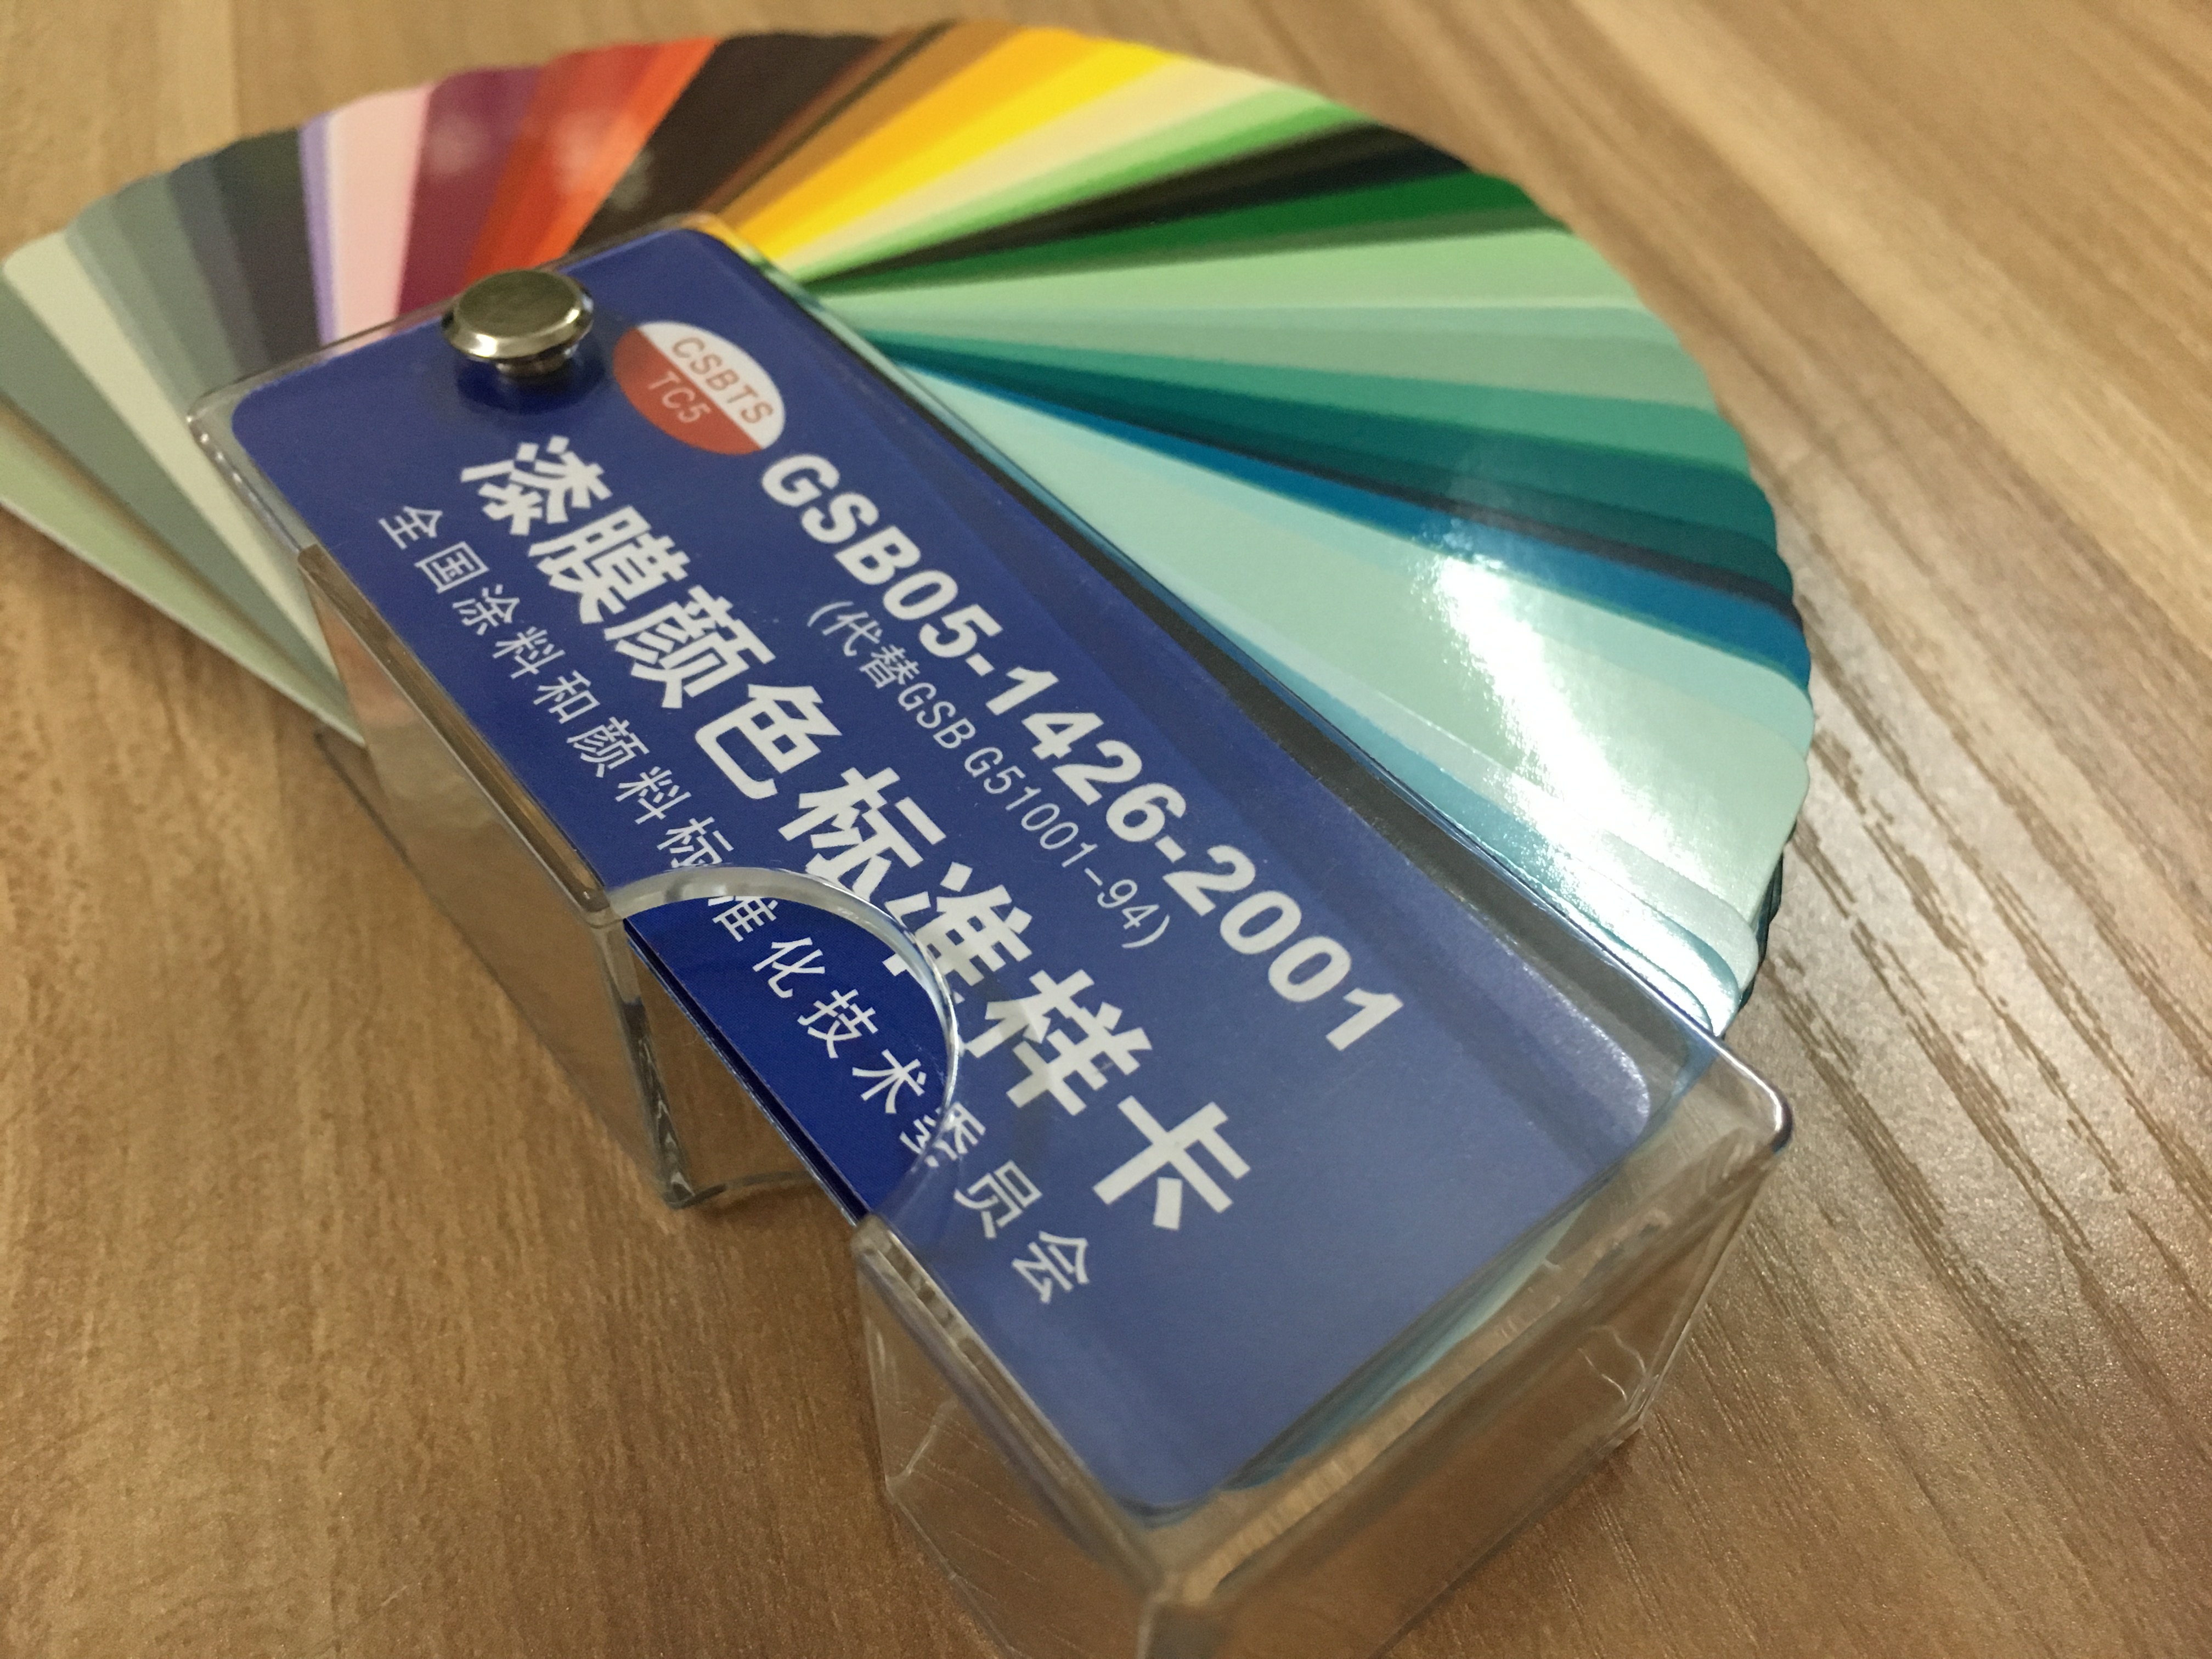 CSBTS
TC5
GSB05-1426-2001
(代替GSB G51001-94)
漆膜颜色标准样卡
全国涂料和颜料标准化技术委员会